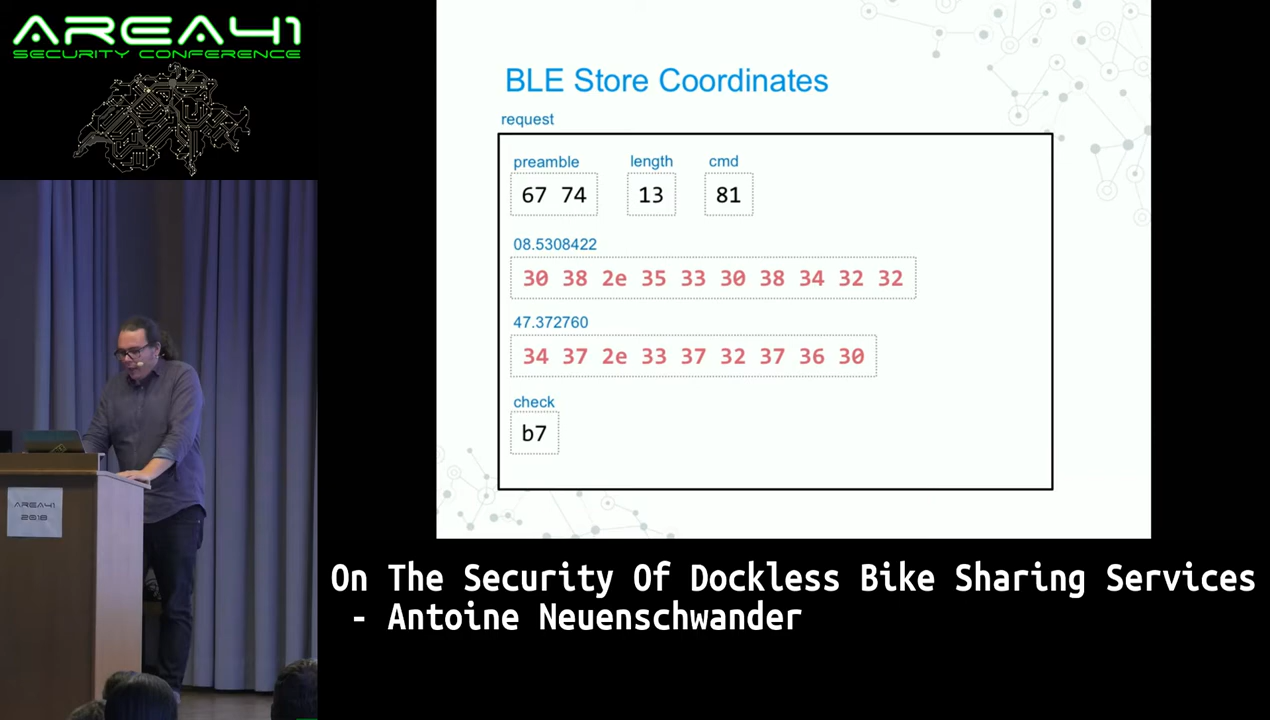 AREA41
SECURITY CONFERENCE
BLE Store Coordinates
request
preamble length cmd
67 74 13 81
08.5308422
30 38 2e 35 33 30 38 34 32 32
47.372760
34 37 2e 33 37 32 37 36 30
check
b7
AREA41
2018
On The Security Of Dockless Bike Sharing Services
- Antoine Neuenschwander